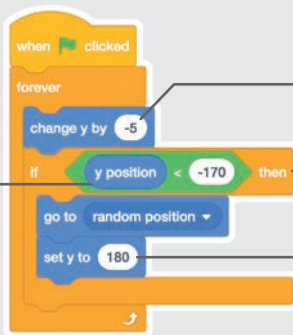 when clicked
forever
change y by -5
if y position < -170 then
go to random position
set y to 180